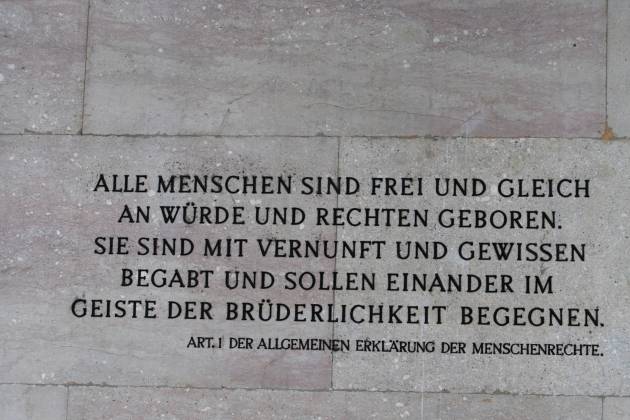 ALLE MENSCHEN SIND FREI UND GLEICH
AN WÜRDE UND RECHTEN GEBOREN.
SIE SIND MIT VERNUNFT UND GEWISSEN
BEGABT UND SOLLEN EINANDER IM
GEISTE DER BRÜDERLICHKEIT BEGEGNEN.
ART. I DER ALLGEMEINEN ERKLÄRUNG DER MENSCHENRECHTE.